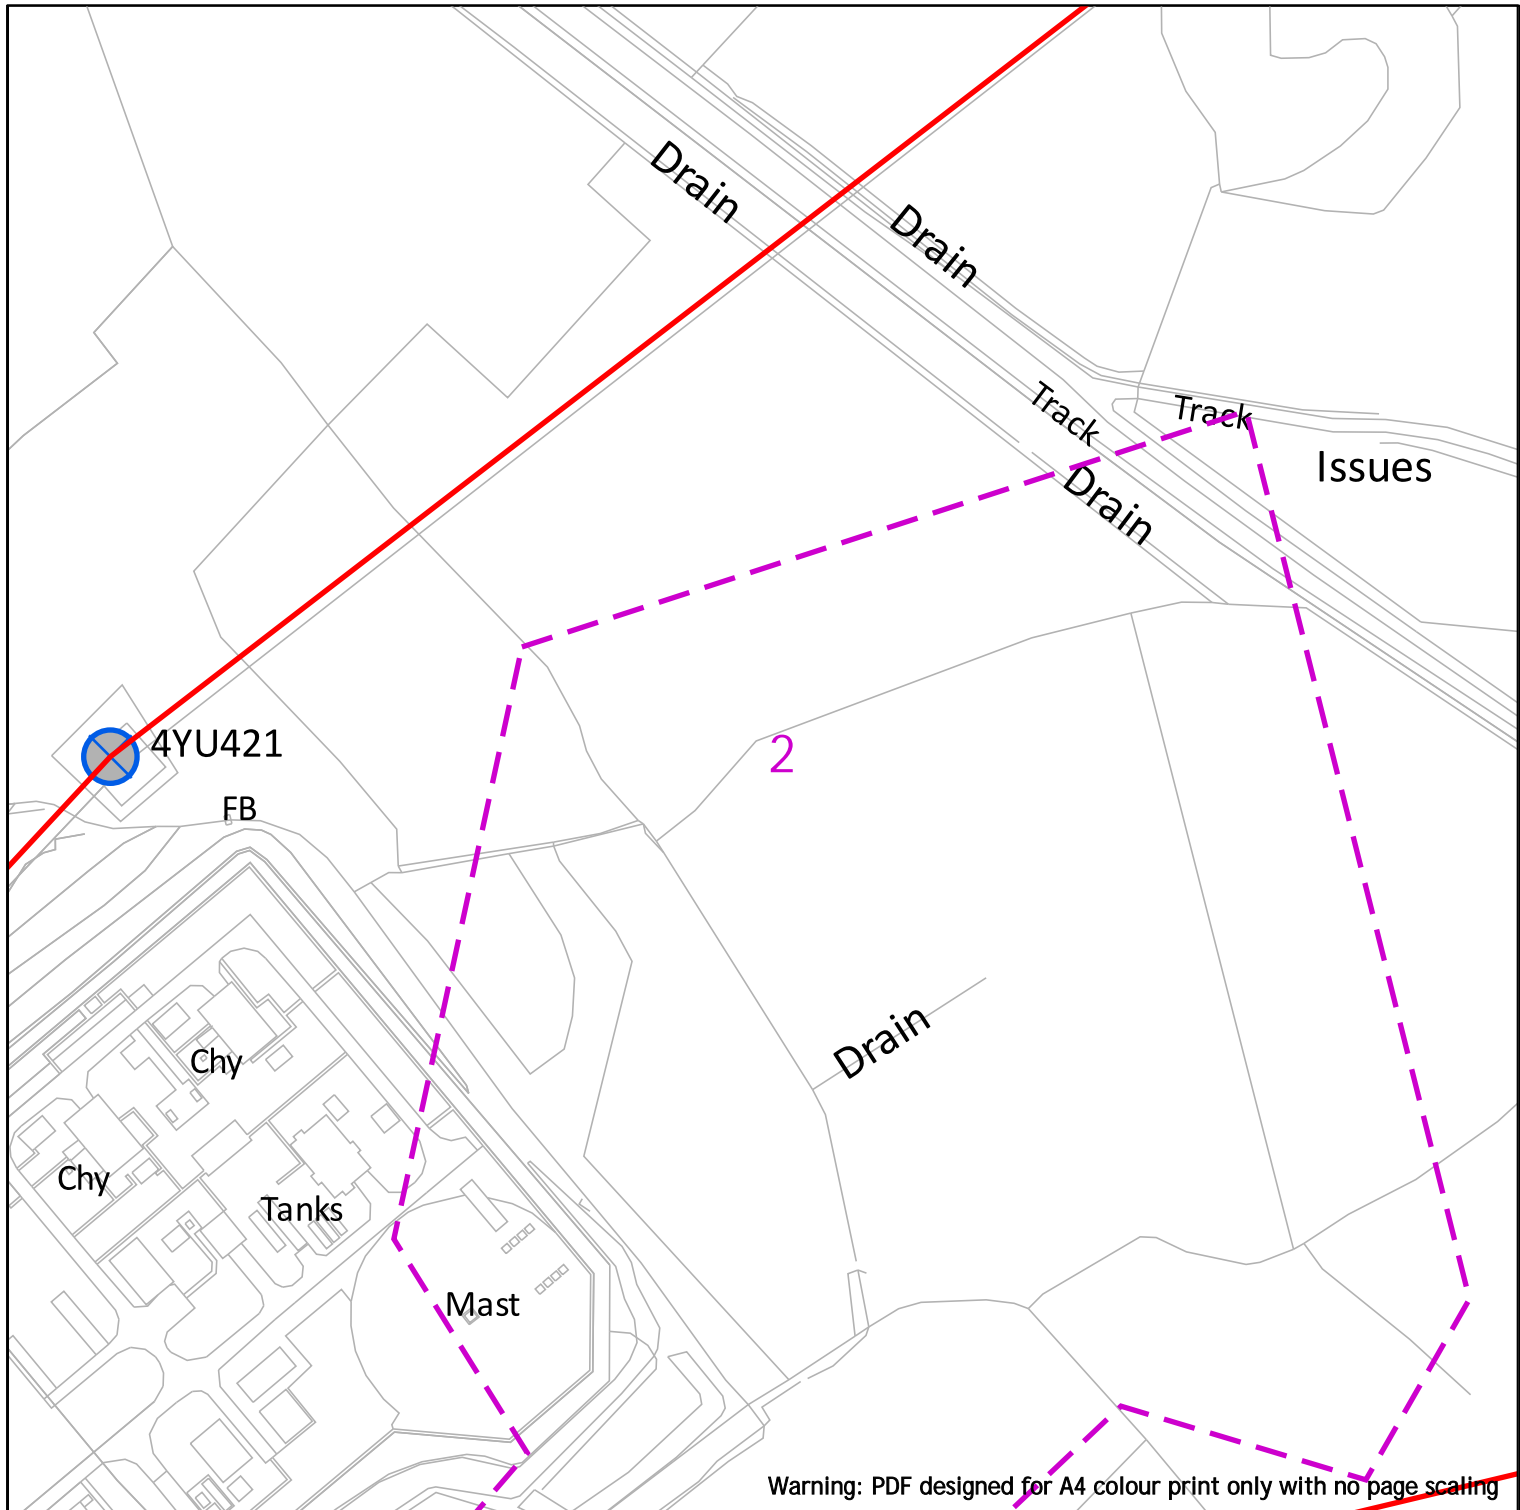 Drain
Drain
Track
Track
Issues
Drain
4YU421
2
FB
Drain
Chy
Chy
Tanks
Mast
Warning: PDF designed for A4 colour print only with no page scaling